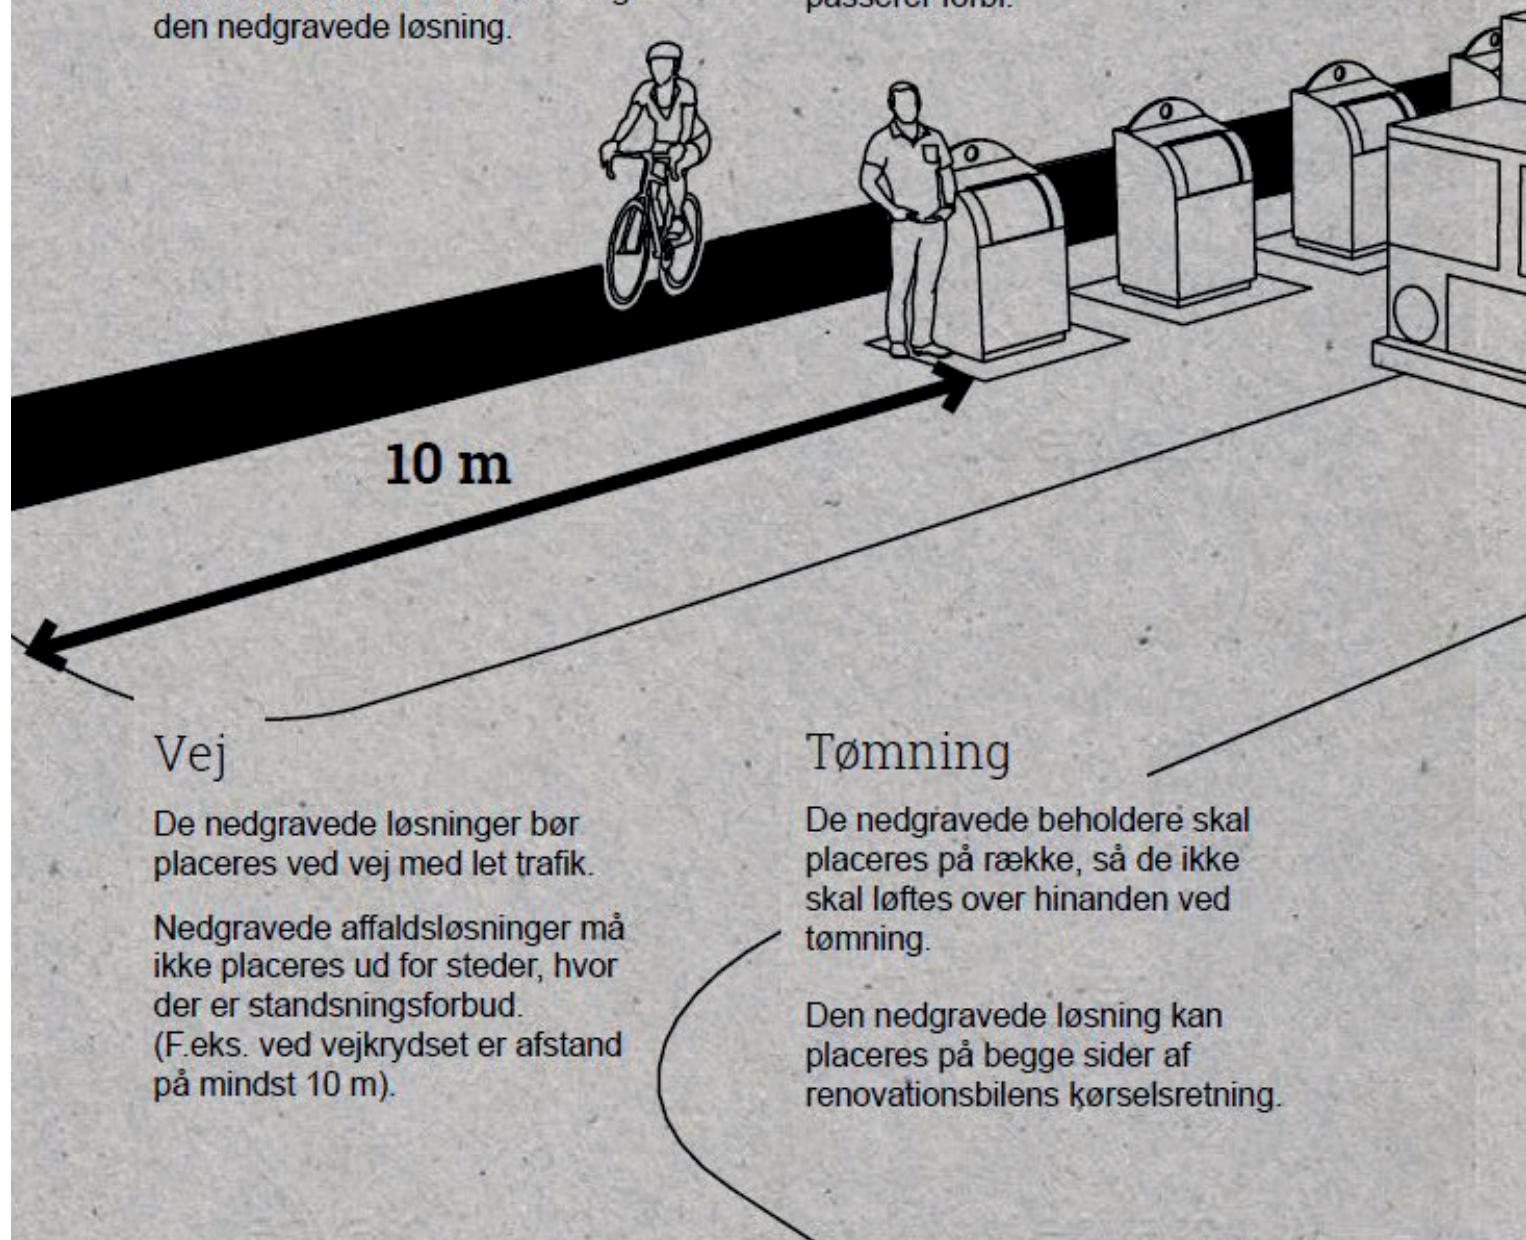 den nedgravede løsning.
passerer forbi.
10 m
Vej
De nedgravede løsninger bør
placeres ved vej med let trafik.
Nedgravede affaldsløsninger må
ikke placeres ud for steder, hvor
der er standsningsforbud.
(F.eks. ved vejkrydset er afstand
på mindst 10 m).
Tømning
De nedgravede beholdere skal
placeres på række, så de ikke
skal løftes over hinanden ved
tømning.
Den nedgravede løsning kan
placeres på begge sider af
renovationsbilens kørselsretning.